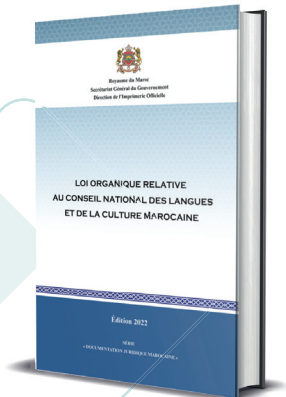 Royaume du Maroc
Secrétariat Général du Gouvernement
Direction de l'Imprimerie Officielle
LOI ORGANIQUE RELATIVE
AU CONSEIL NATIONAL DES LANGUES
ET DE LA CULTURE MAROCAINE
Édition 2022
SÉRIE
« DOCUMENTATION JURIDIQUE MAROCAINE »